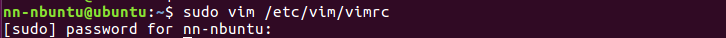 nn-nbuntu@ubuntu:~$ sudo vim /etc/vim/vimrc
[sudo] password for nn-nbuntu: